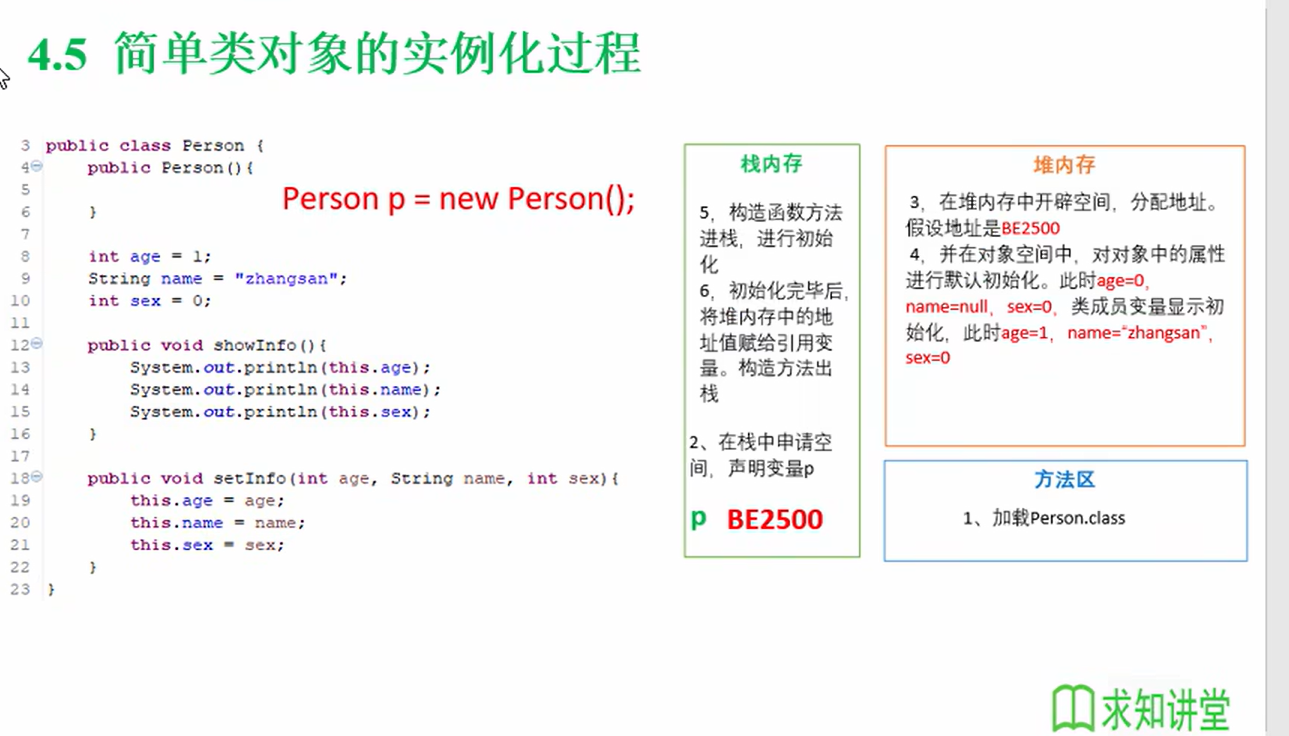 4.5 简单类对象的实例化过程
3 public class Person {
4 public Person(){
5
Person p = new Person();
6 }
7
8 int age = 1;
9 String name = "zhangsan";
10 int sex = 0;
11
12 public void showInfo(){
13 System.out.println(this.age);
14 System.out.println(this.name);
15 System.out.println(this.sex);
16 }
17
18 public void setInfo(int age, String name, int sex){
19 this.age = age;
20 this.name = name;
21 this.sex = sex;
22 }
23 }
栈内存
5，构造函数方法
进栈，进行初始
化
6，初始化完毕后，
将堆内存中的地
址值赋给引用变
量。构造方法出
栈
2、在栈中申请空
间，声明变量p
p BE2500
堆内存
3，在堆内存中开辟空间，分配地址。
假设地址是BE2500
4，并在对象空间中，对对象中的属性
进行默认初始化。此时age=0，
name=null，sex=0，类成员变量显示初
始化，此时age=1，name=“zhangsan”，
sex=0
方法区
1、加载Person.class
求知讲堂